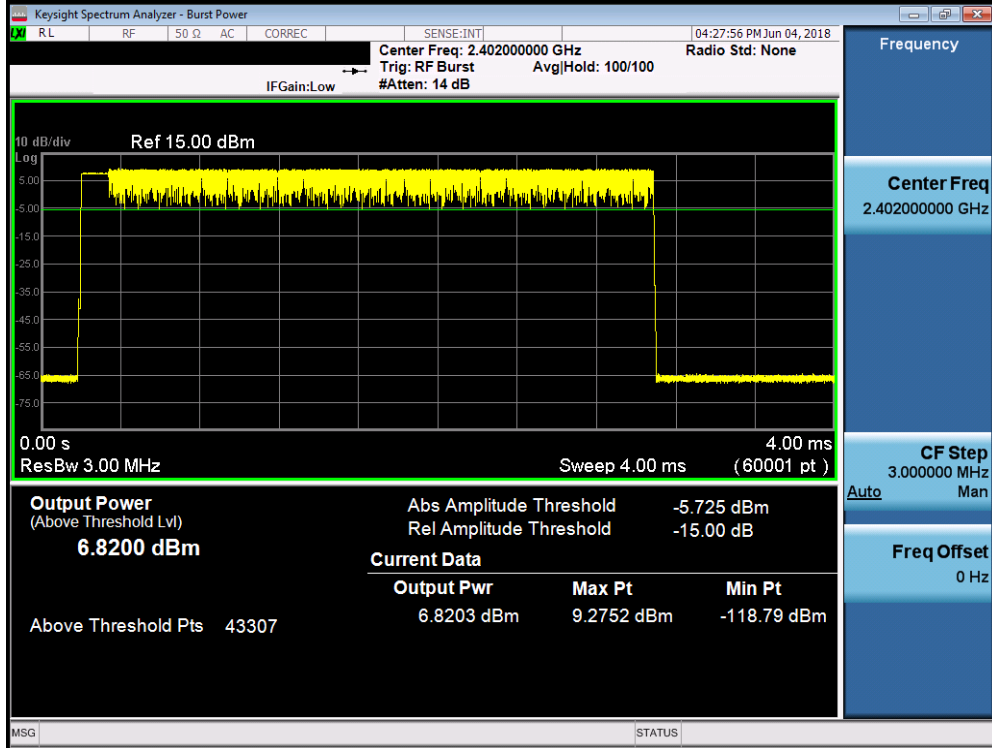 Keysight Spectrum Analyzer - Burst Power
LXI RL RF 50 Ω AC CORREC SENSE:INT 04:27:56 PM Jun 04, 2018
Center Freq: 2.402000000 GHz Radio Std: None
Trig: RF Burst Avg|Hold: 100/100
IFGain:Low #Atten: 14 dB
10 dB/div Ref 15.00 dBm
Log
5.00
-5.00
-15.0
-25.0
-35.0
-45.0
-55.0
-65.0
-75.0
0.00 s 4.00 ms
ResBw 3.00 MHz Sweep 4.00 ms (60001 pt)
Output Power
(Above Threshold Lvl)
6.8200 dBm
Above Threshold Pts 43307
Abs Amplitude Threshold -5.725 dBm
Rel Amplitude Threshold -15.00 dB
Current Data
Output Pwr Max Pt Min Pt
6.8203 dBm 9.2752 dBm -118.79 dBm
Frequency
Center Freq
2.402000000 GHz
CF Step
3.000000 MHz
Auto Man
Freq Offset
0 Hz
MSG STATUS